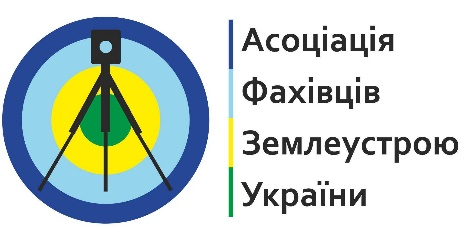 Асоціація
Фахівців
Землеустрою
України